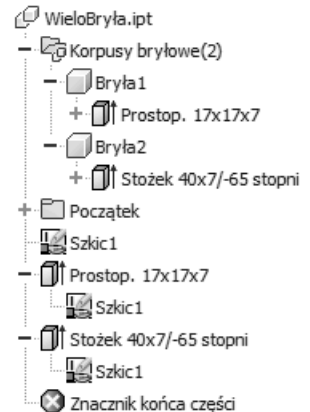 WieloBryła.ipt
Korpusy bryłowe(2)
Bryła1
Prostop. 17x17x7
Bryła2
Stożek 40x7/-65 stopni
Początek
Szkic1
Prostop. 17x17x7
Szkic1
Stożek 40x7/-65 stopni
Szkic1
Znacznik końca części